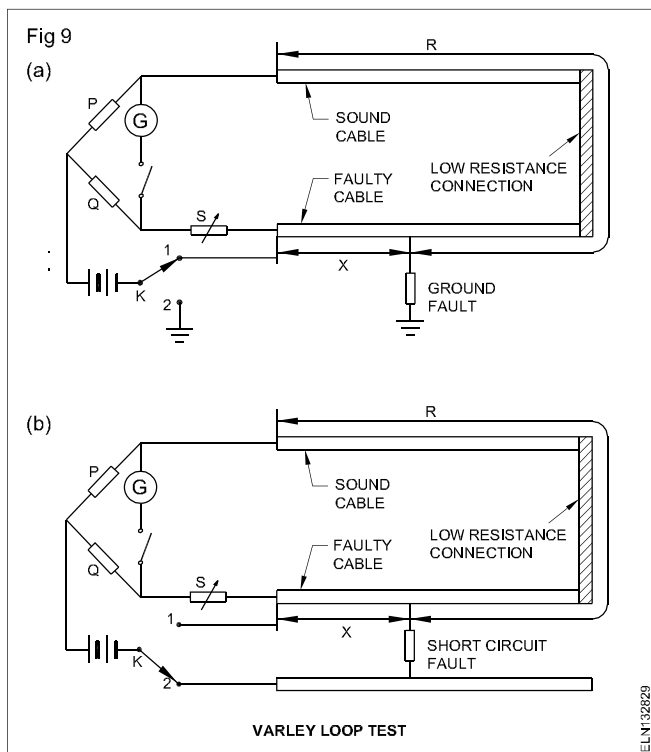 Fig 9
(a)
R
P
G
SOUND
CABLE
LOW RESISTANCE
CONNECTION
Q
FAULTY
CABLE
S
1
X
K
2
GROUND
FAULT
(b)
R
P
G
SOUND
CABLE
LOW RESISTANCE
CONNECTION
Q
FAULTY
CABLE
S
1
X
K
SHORT CIRCUIT
FAULT
2
VARLEY LOOP TEST
ELN132829